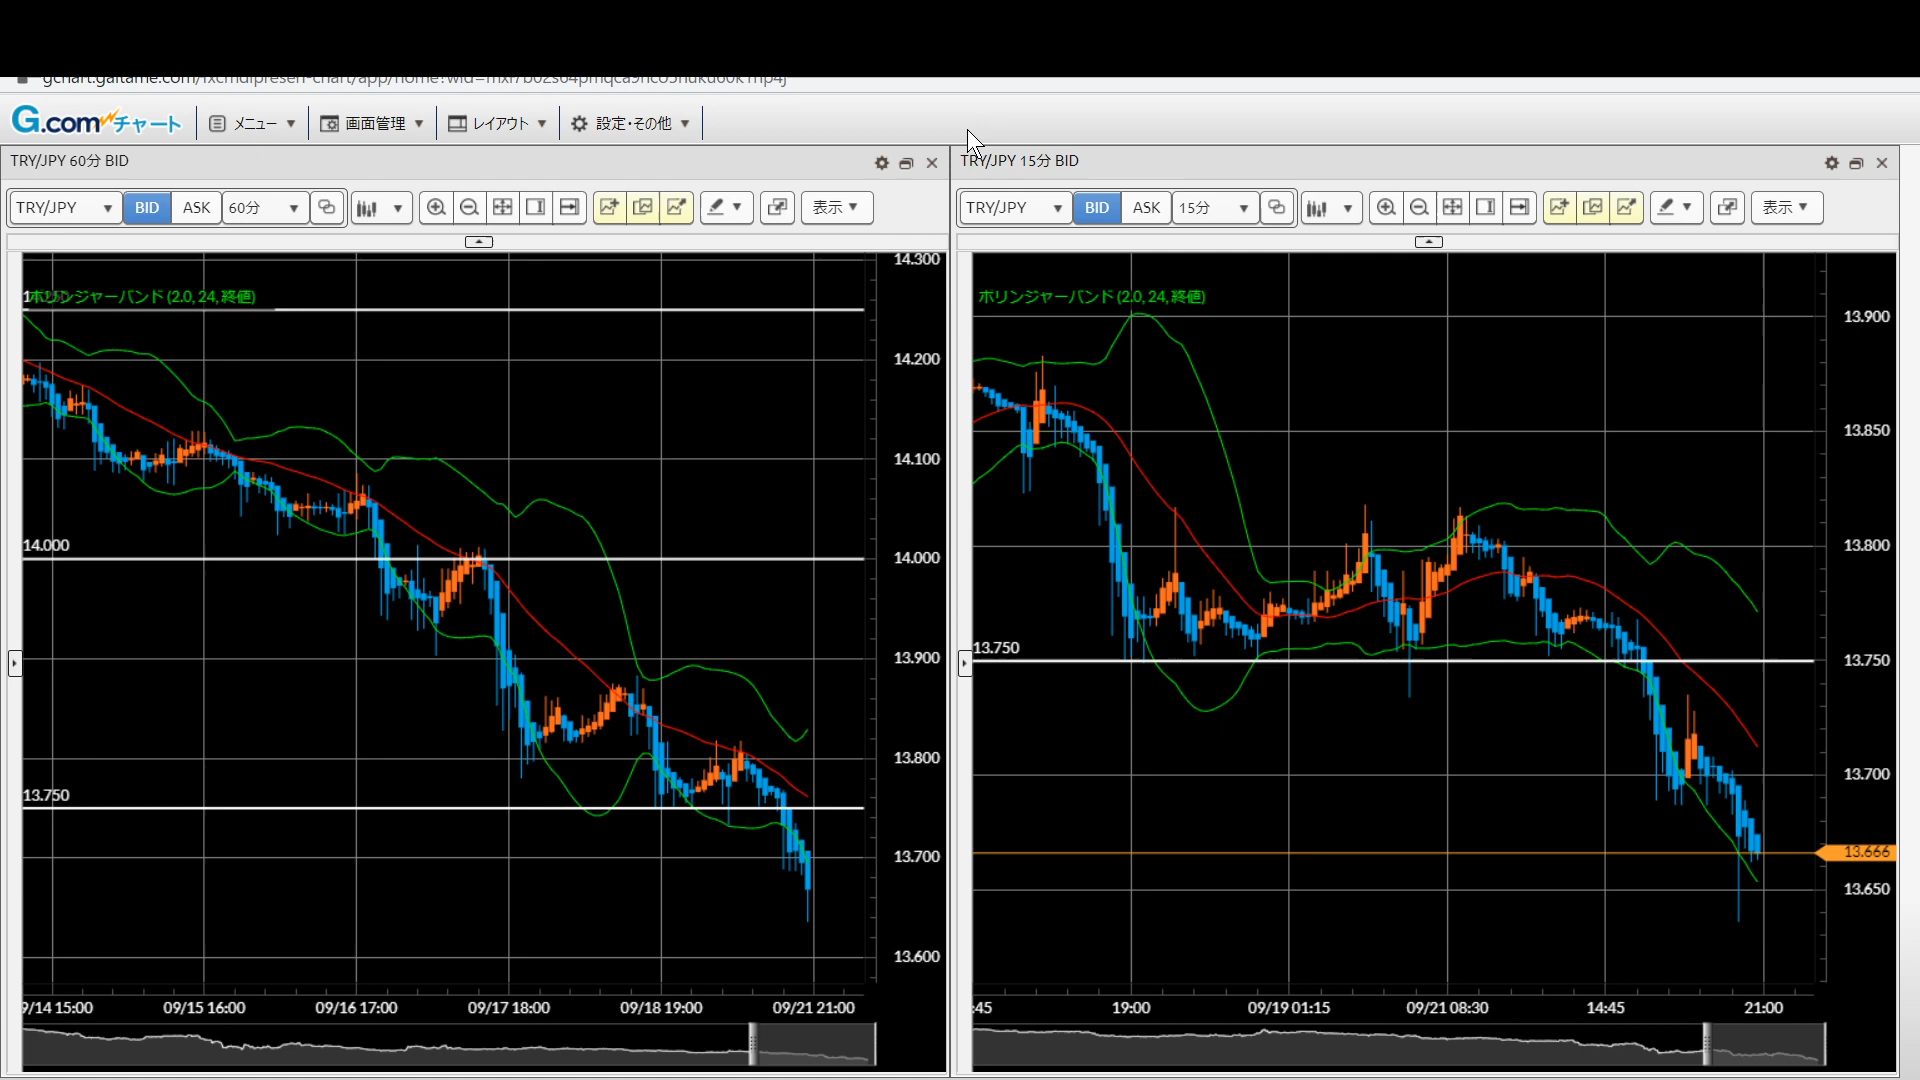 G.comチャート メニュー 画面管理 レイアウト 設定・その他
TRY/JPY 60分 BID
TRY/JPY BID ASK 60分 表示
ボリンジャーバンド (2.0, 24, 終値)
14.000
13.750
14.300
14.200
14.100
14.000
13.900
13.800
13.700
13.600
9/14 15:00 09/15 16:00 09/16 17:00 09/17 18:00 09/18 19:00 09/21 21:00
TRY/JPY 15分 BID
TRY/JPY BID ASK 15分 表示
ボリンジャーバンド (2.0, 24, 終値)
13.750
13.900
13.850
13.800
13.750
13.700
13.666
13.650
:45 19:00 09/19 01:15 09/21 08:30 14:45 21:00